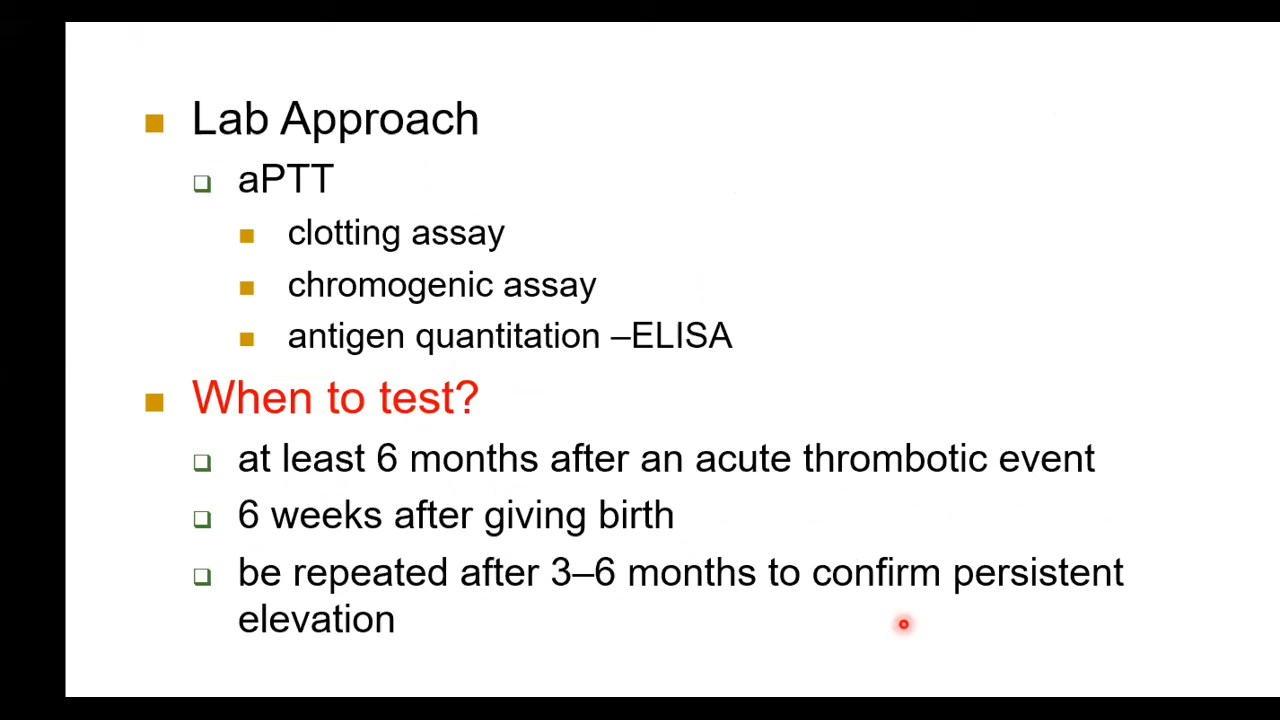 Lab Approach
aPTT
clotting assay
chromogenic assay
antigen quantitation –ELISA
When to test?
at least 6 months after an acute thrombotic event
6 weeks after giving birth
be repeated after 3–6 months to confirm persistent
elevation